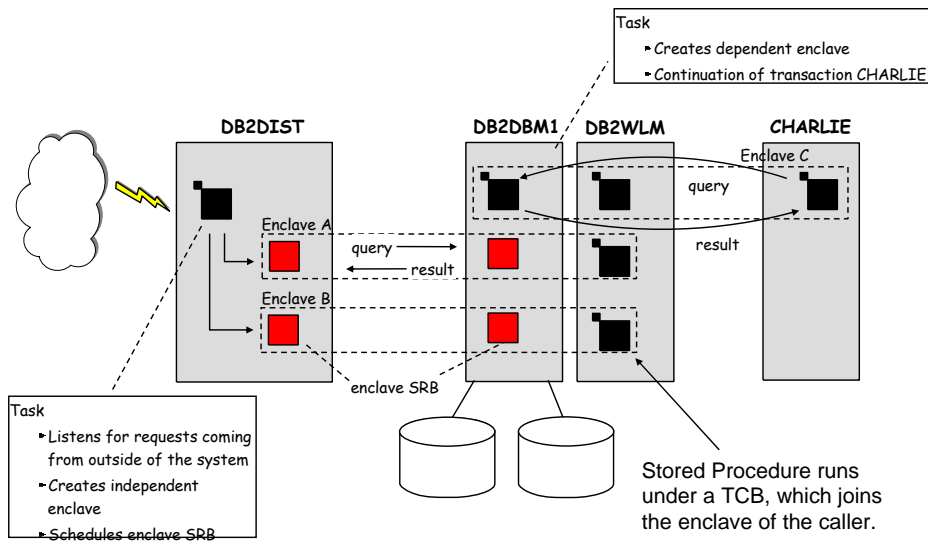 Task
Creates dependent enclave
Continuation of transaction CHARLIE
DB2DIST
DB2DBM1
DB2WLM
CHARLIE
Enclave C
query
result
Enclave A
query
result
Enclave B
enclave SRB
Task
Listens for requests coming
from outside of the system
Creates independent
enclave
Schedules enclave SRB
Stored Procedure runs
under a TCB, which joins
the enclave of the caller.